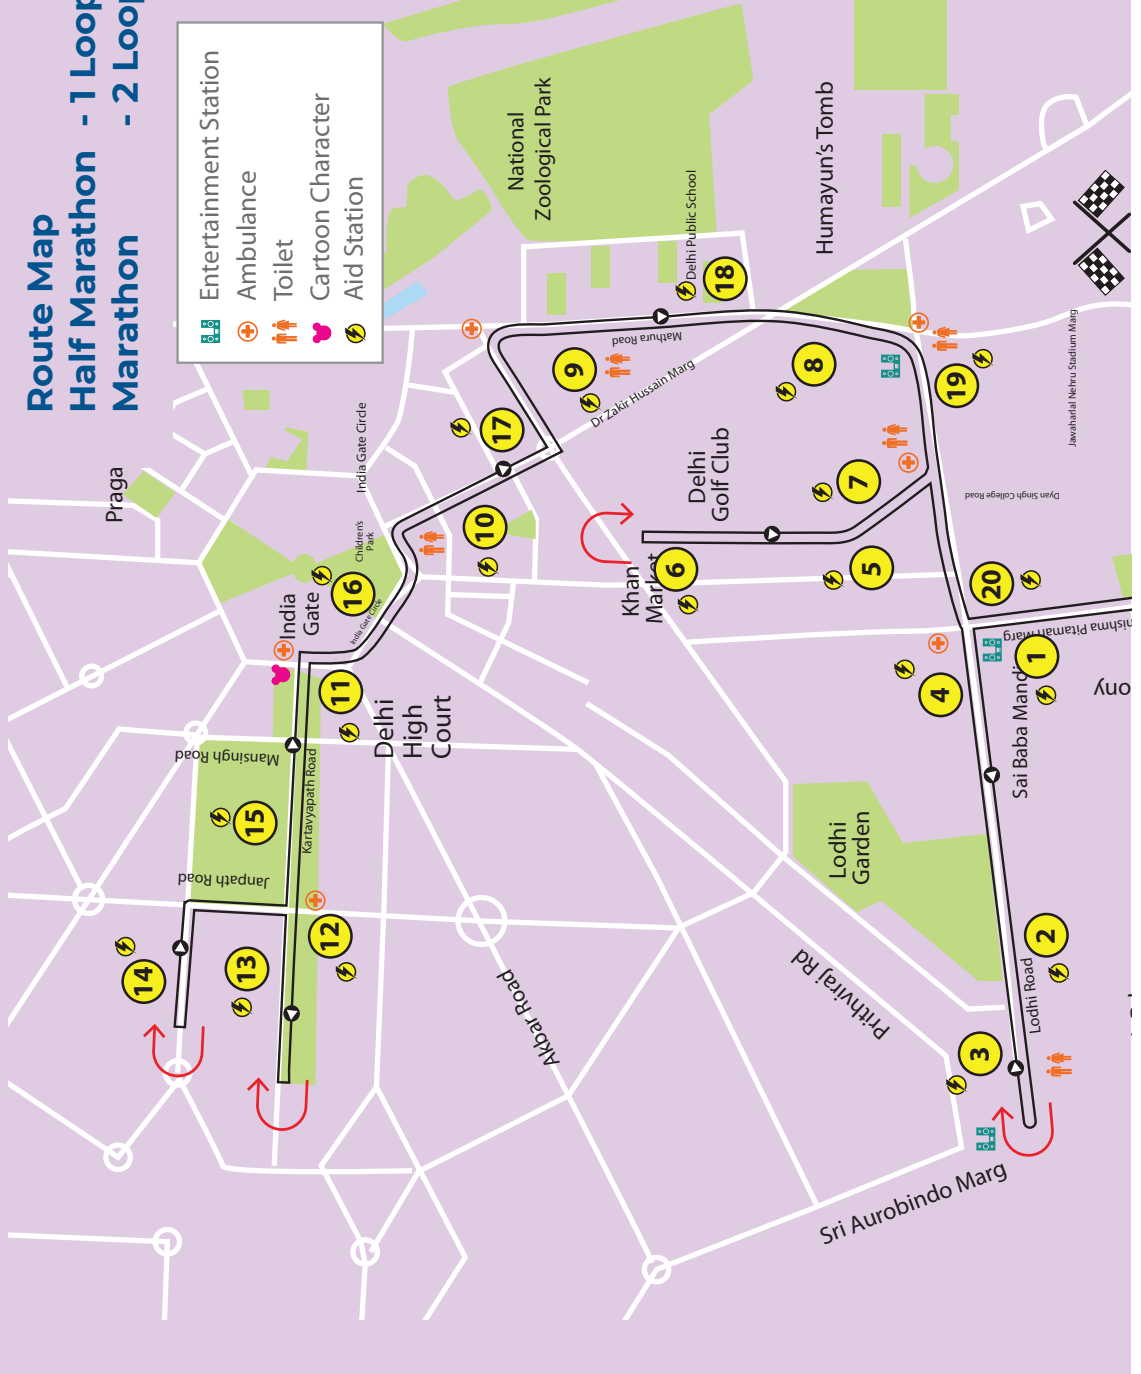 Route Map
Half Marathon - 1 Loop
Marathon - 2 Loop
Entertainment Station
Ambulance
Toilet
Cartoon Character
Aid Station
National
Zoological Park
Delhi Public School
Humayun's Tomb
Mathura Road
Dr Zakir Hussain Marg
Jawaharlal Nehru Stadium Marg
India Gate Circle
Praga
Children's
Park
India Gate Circle
India
Gate
Delhi
Golf Club
Khan
Market
Dyan Singh College Road
nishma Pitamah Marg
ony
Sai Baba Mandi
Delhi
High
Court
Mansingh Road
Kartavyapath Road
Janpath Road
Lodhi
Garden
Lodhi Road
Akbar Road
Prithviraj Rd
Sri Aurobindo Marg
1
2
3
4
5
6
7
8
9
10
11
12
13
14
15
16
17
18
19
20